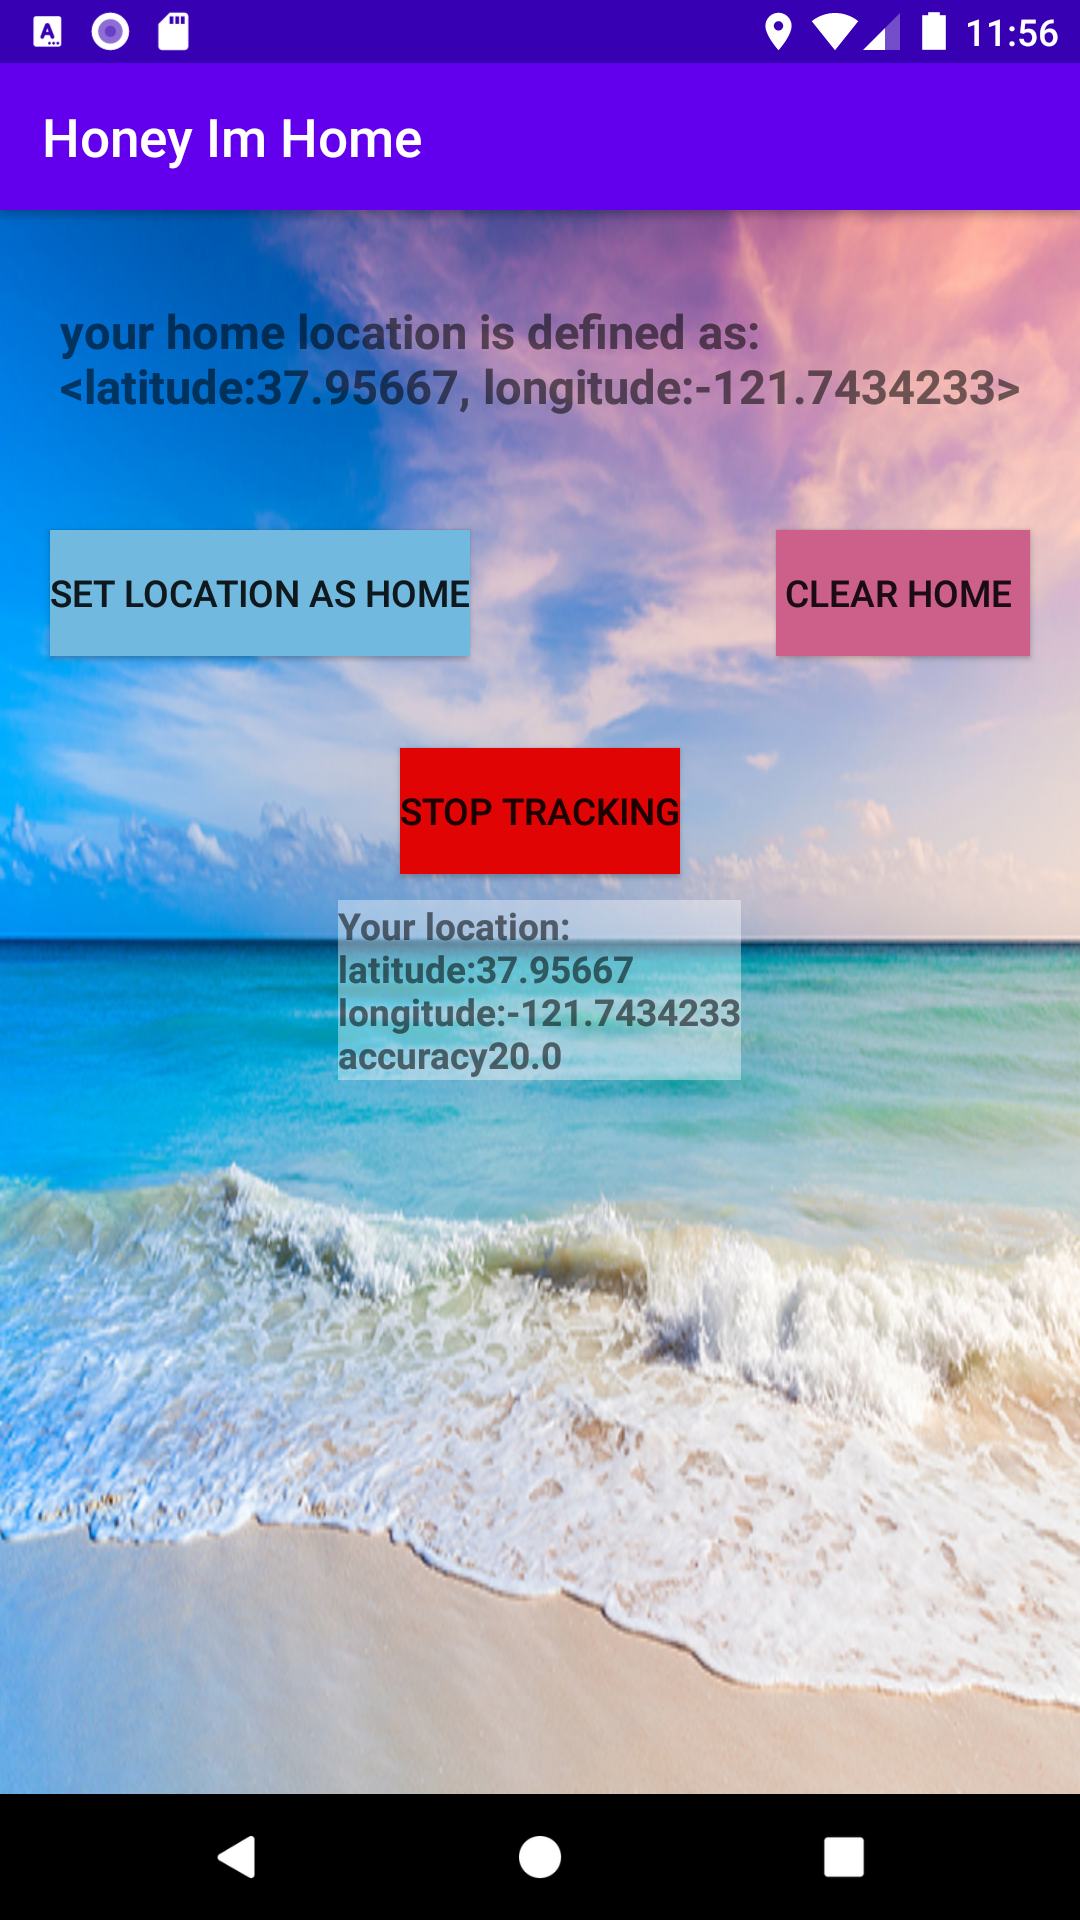 11:56
Honey Im Home
your home location is defined as:
<latitude:37.95667, longitude:-121.7434233>
SET LOCATION AS HOME
CLEAR HOME
STOP TRACKING
Your location:
latitude:37.95667
longitude:-121.7434233
accuracy20.0